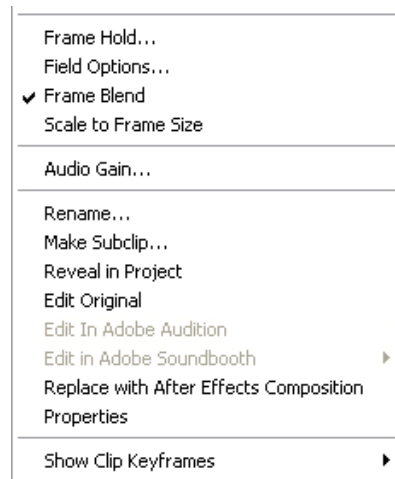 Frame Hold...
Field Options...
Frame Blend
Scale to Frame Size
Audio Gain...
Rename...
Make Subclip...
Reveal in Project
Edit Original
Edit In Adobe Audition
Edit in Adobe Soundbooth
Replace with After Effects Composition
Properties
Show Clip Keyframes